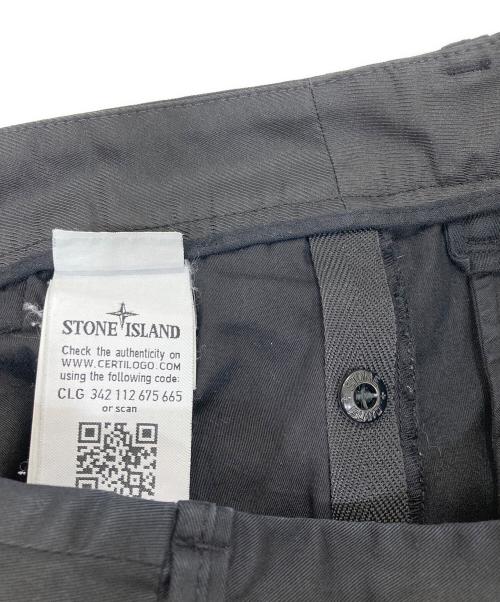 STONE ISLAND
Check the authenticity on
WWW.CERTILOGO.COM
using the following code:
CLG 342 112 675 665
or scan